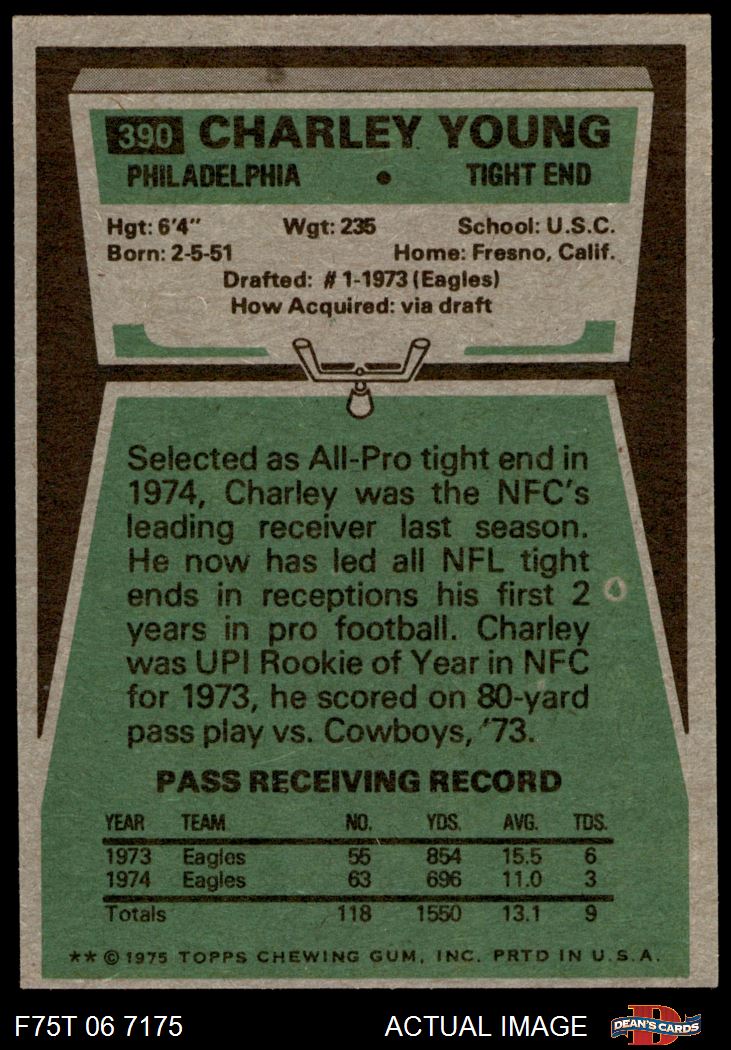 390 CHARLEY YOUNG
PHILADELPHIA • TIGHT END
Hgt: 6'4" Wgt: 235 School: U.S.C.
Born: 2-5-51 Home: Fresno, Calif.
Drafted: # 1-1973 (Eagles)
How Acquired: via draft
Selected as All-Pro tight end in
1974, Charley was the NFC's
leading receiver last season.
He now has led all NFL tight
ends in receptions his first 2
years in pro football. Charley
was UPI Rookie of Year in NFC
for 1973, he scored on 80-yard
pass play vs. Cowboys, '73.
PASS RECEIVING RECORD
YEAR TEAM NO. YDS. AVG. TDS.
1973 Eagles 55 854 15.5 6
1974 Eagles 63 696 11.0 3
Totals 118 1550 13.1 9
** © 1975 TOPPS CHEWING GUM, INC. PRTD IN U.S.A.
F75T 06 7175 ACTUAL IMAGE DEAN'S CARDS